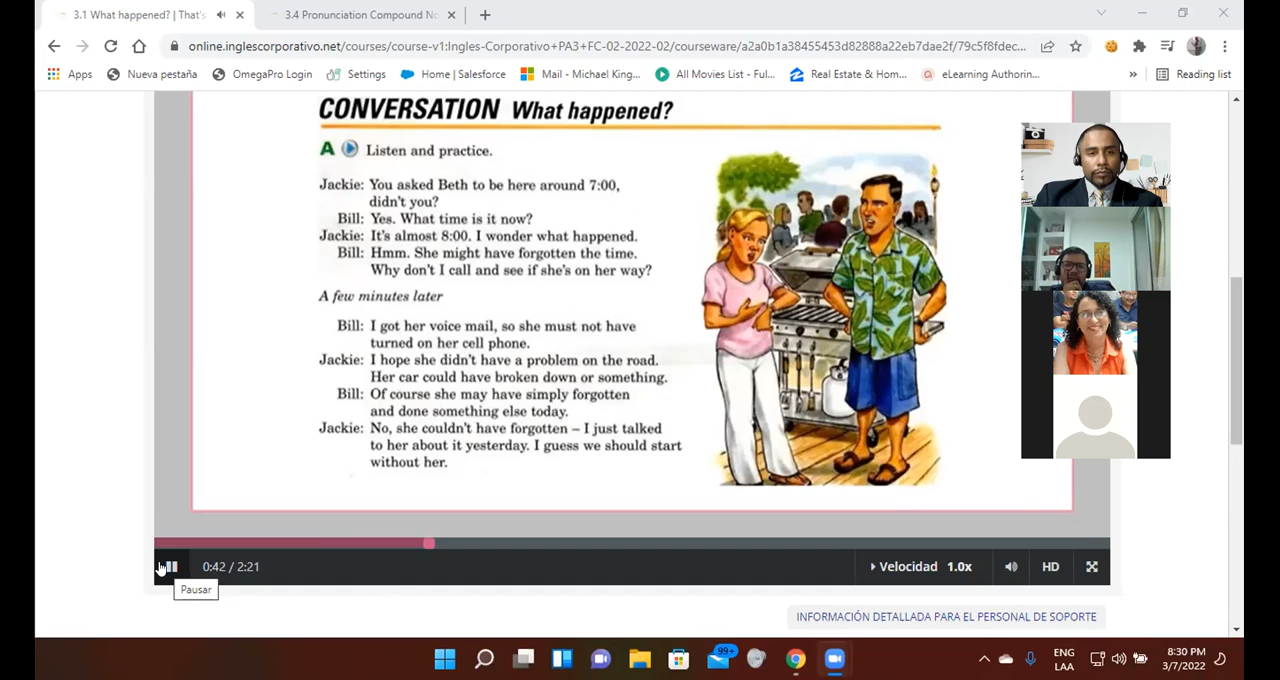 3.1 What happened? | That's
3.4 Pronunciation Compound No
online.inglescorporativo.net/courses/course-v1:Ingles-Corporativo+PA3+FC-02-2022-02/courseware/a2a0b1a38455453d82888a22eb7dae2f/79c5f8fdec...
Apps
Nueva pestaña
OmegaPro Login
Settings
Home | Salesforce
Mail - Michael King...
All Movies List - Ful...
Real Estate & Hom...
eLearning Authorin...
»
Reading list
CONVERSATION What happened?
A Listen and practice.
Jackie: You asked Beth to be here around 7:00,
didn't you?
Bill: Yes. What time is it now?
Jackie: It's almost 8:00. I wonder what happened.
Bill: Hmm. She might have forgotten the time.
Why don't I call and see if she's on her way?
A few minutes later
Bill: I got her voice mail, so she must not have
turned on her cell phone.
Jackie: I hope she didn't have a problem on the road.
Her car could have broken down or something.
Bill: Of course she may have simply forgotten
and done something else today.
Jackie: No, she couldn't have forgotten – I just talked
to her about it yesterday. I guess we should start
without her.
0:42 / 2:21
Velocidad 1.0x
HD
Pausar
INFORMACIÓN DETALLADA PARA EL PERSONAL DE SOPORTE
99+
ENG
LAA
8:30 PM
3/7/2022